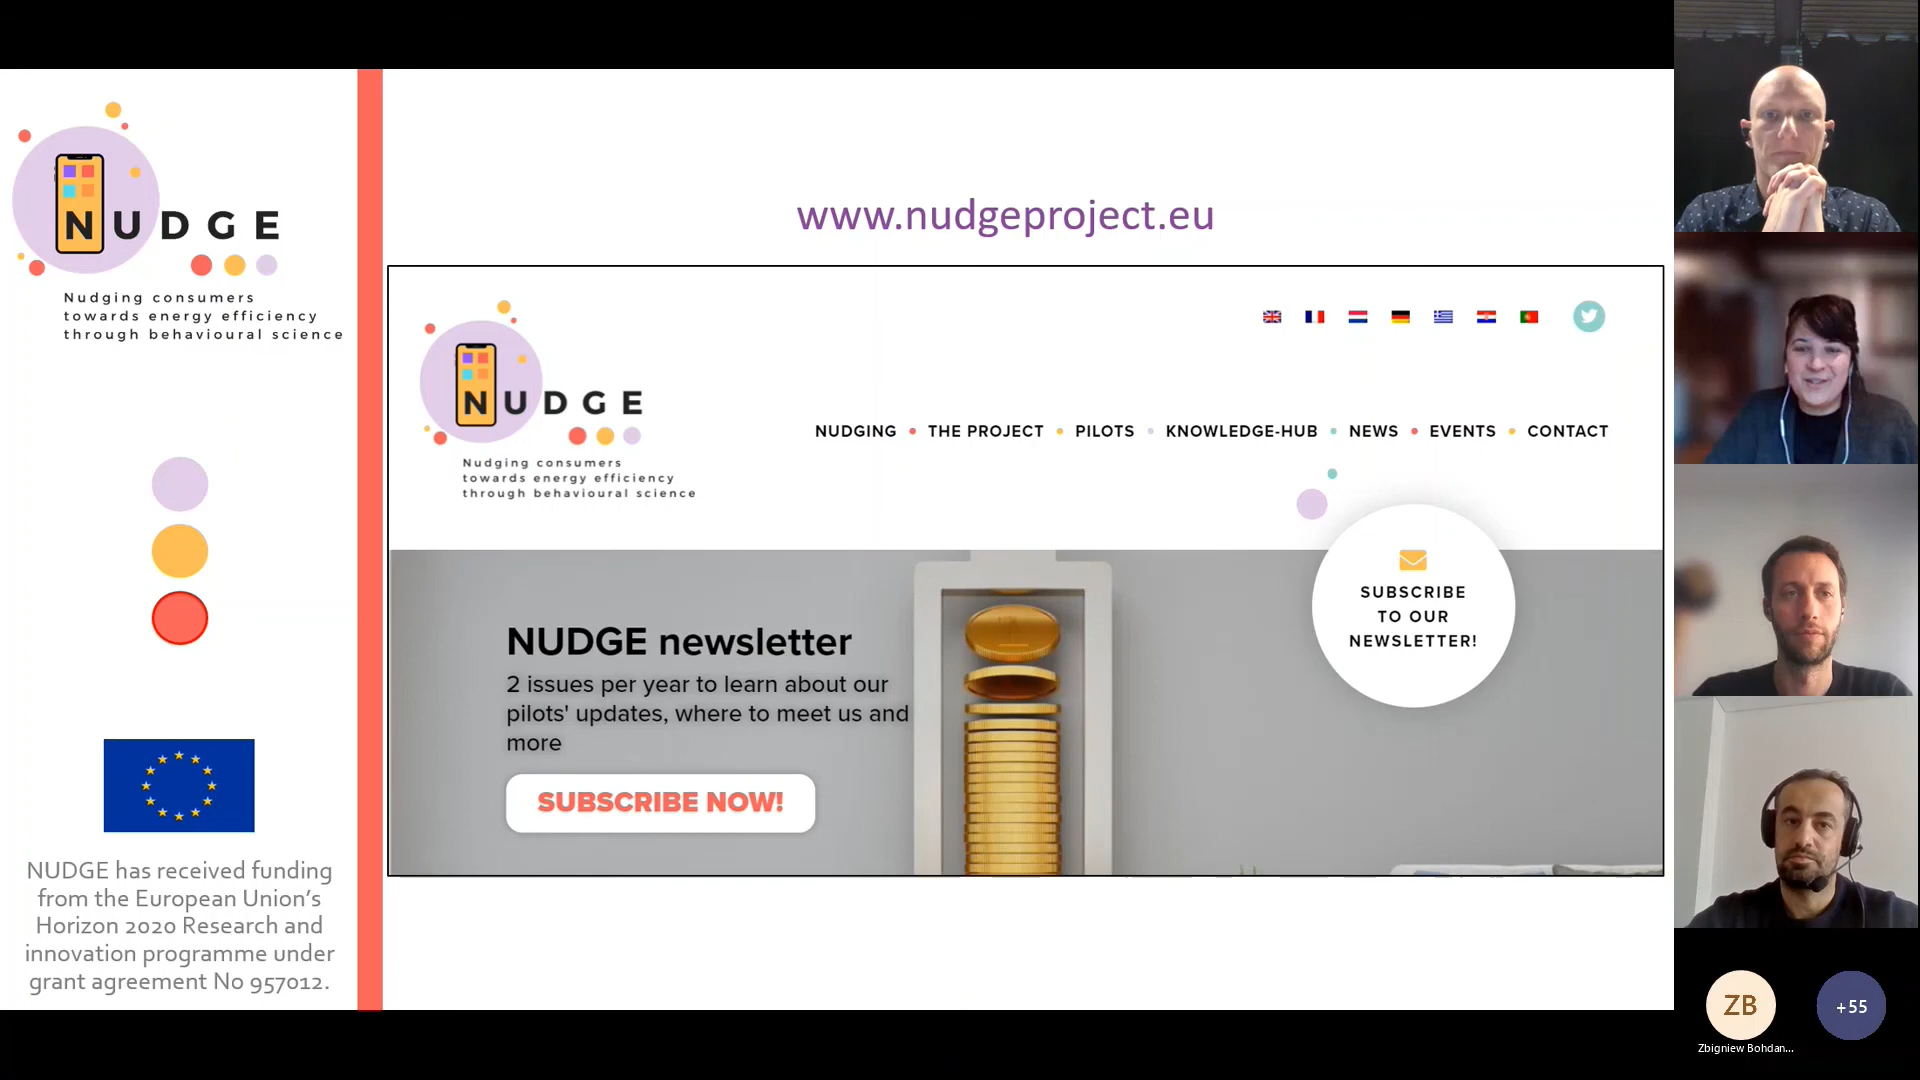 NUDGE
Nudging consumers
towards energy efficiency
through behavioural science
NUDGE has received funding
from the European Union's
Horizon 2020 Research and
innovation programme under
grant agreement No 957012.
www.nudgeproject.eu
NUDGE
Nudging consumers
towards energy efficiency
through behavioural science
NUDGING • THE PROJECT • PILOTS • KNOWLEDGE-HUB • NEWS • EVENTS • CONTACT
SUBSCRIBE
TO OUR
NEWSLETTER!
NUDGE newsletter
2 issues per year to learn about our
pilots' updates, where to meet us and
more
SUBSCRIBE NOW!
ZB
+55
Zbigniew Bohdan...